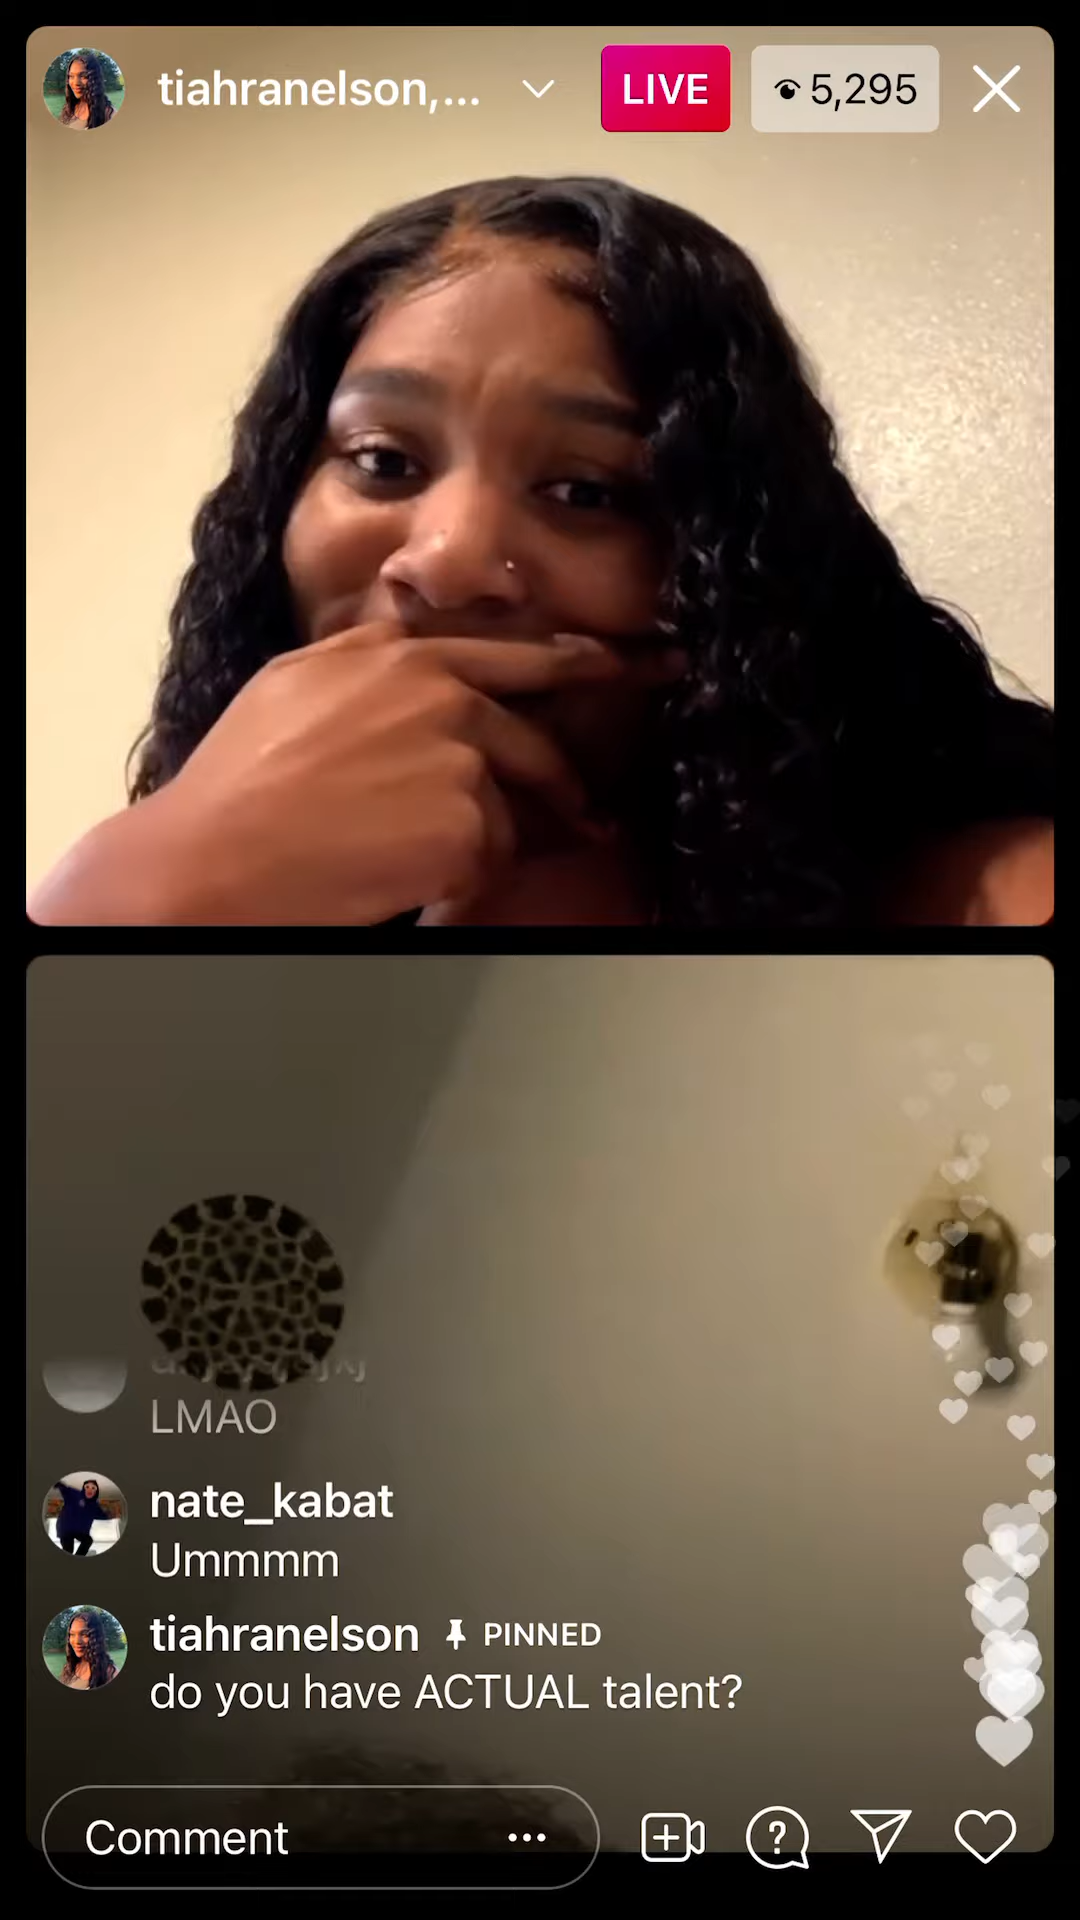 tiahranelson,...
LIVE
5,295
LMAO
nate_kabat
Ummmm
tiahranelson PINNED
do you have ACTUAL talent?
Comment